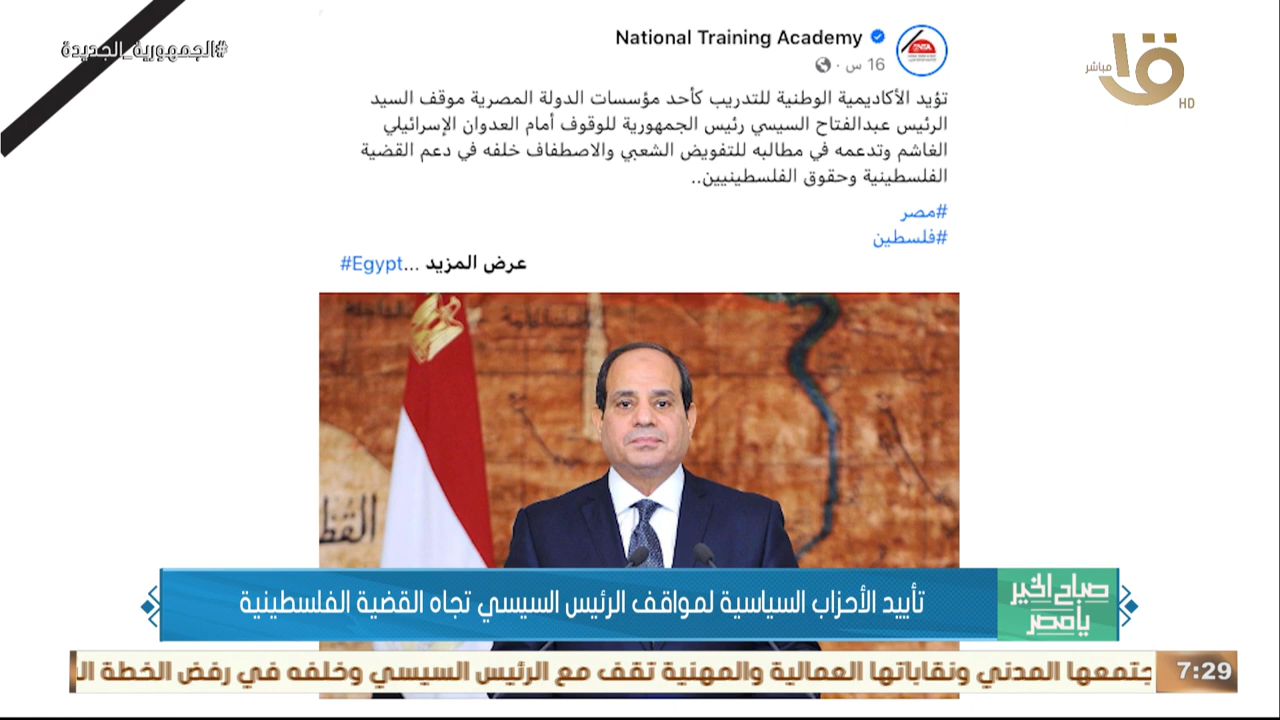 #الجمهورية_الجديدة
National Training Academy
16 س ·
تؤيد الأكاديمية الوطنية للتدريب كأحد مؤسسات الدولة المصرية موقف السيد
الرئيس عبدالفتاح السيسي رئيس الجمهورية للوقوف أمام العدوان الإسرائيلي
الغاشم وتدعمه في مطالبه للتفويض الشعبي والاصطفاف خلفه في دعم القضية
الفلسطينية وحقوق الفلسطينيين..
#مصر
#فلسطين
#Egypt... عرض المزيد
مباشر
HD
صباح الخير
يا مصر
تأييد الأحزاب السياسية لمواقف الرئيس السيسي تجاه القضية الفلسطينية
7:29
جتمعها المدني ونقاباتها العمالية والمهنية تقف مع الرئيس السيسي وخلفه في رفض الخطة ال